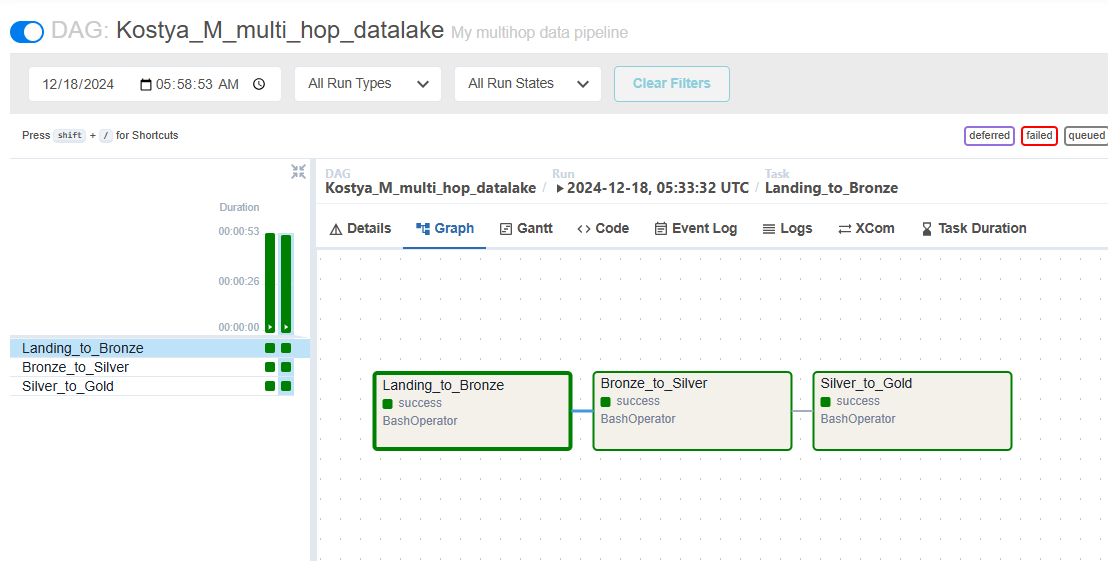 DAG: Kostya_M_multi_hop_datalake My multihop data pipeline
12/18/2024 05:58:53 AM All Run Types All Run States Clear Filters
Press shift + / for Shortcuts
deferred failed queued
DAG Run Task
Kostya_M_multi_hop_datalake / 2024-12-18, 05:33:32 UTC / Landing_to_Bronze
Details Graph Gantt Code Event Log Logs XCom Task Duration
Duration
00:00:53
00:00:26
00:00:00
Landing_to_Bronze
Bronze_to_Silver
Silver_to_Gold
Landing_to_Bronze
success
BashOperator
Bronze_to_Silver
success
BashOperator
Silver_to_Gold
success
BashOperator